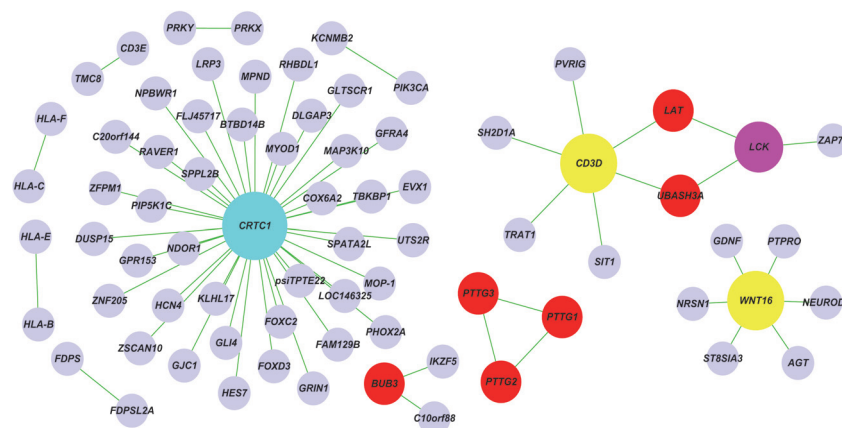 PRKY
PRKX
KCNMB2
CD3E
LRP3
MPND
RHBDL1
PVRIG
TMC8
NPBWR1
GLTSCR1
PIK3CA
HLA-F
FLJ45717
BTBD14B
DLGAP3
LAT
C20orf144
RAVER1
MYOD1
MAP3K10
GFRA4
SH2D1A
LCK
ZAP7
SPPL2B
CD3D
HLA-C
ZFPM1
PIP5K1C
COX6A2
TBKBP1
EVX1
UBASH3A
CRTC1
HLA-E
DUSP15
NDOR1
SPATA2L
UTS2R
TRAT1
GPR153
SIT1
GDNF
PTPRO
ZNF205
HCN4
KLHL17
psiTPTE22
LOC146325
MOP-1
PTTG3
NRSN1
WNT16
NEUROD
HLA-B
FOXC2
PHOX2A
PTTG1
ZSCAN10
GLI4
FAM129B
FDPS
GJC1
FOXD3
IKZF5
ST8SIA3
AGT
HES7
GRIN1
BUB3
PTTG2
FDPSL2A
C10orf88